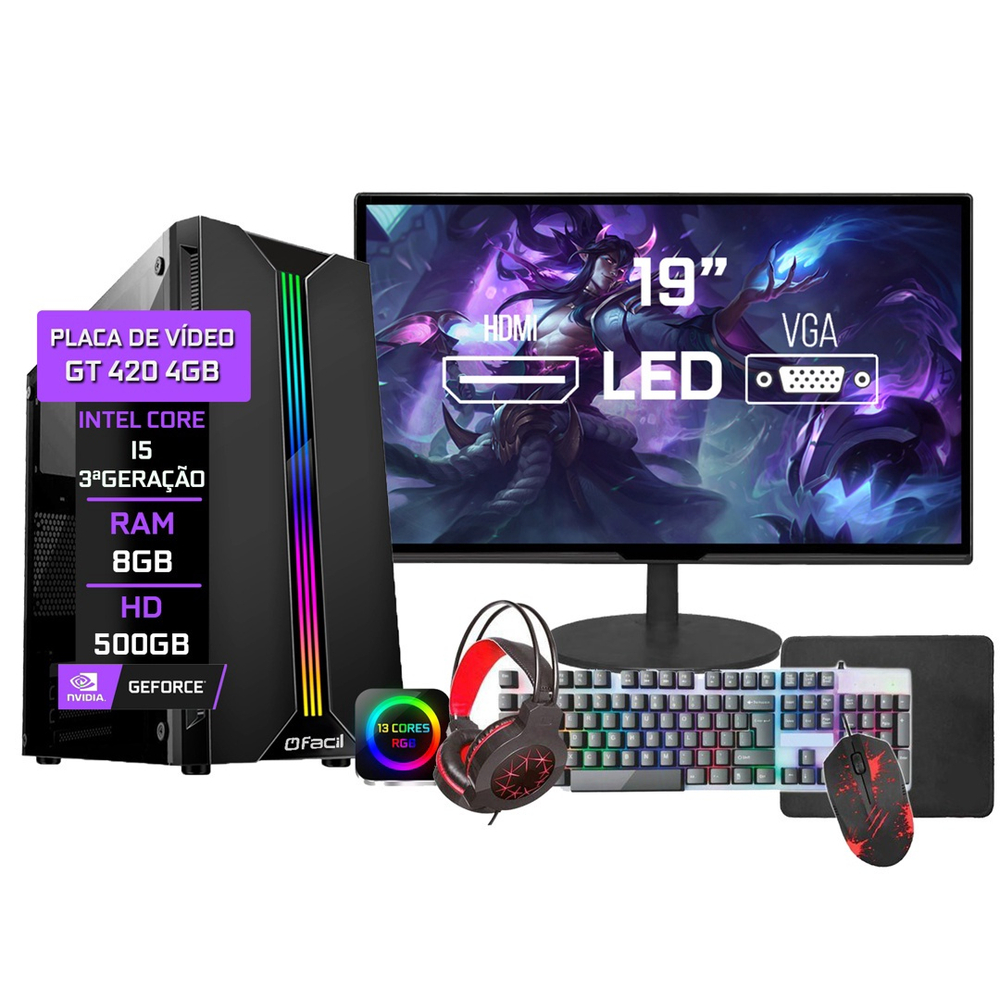 PLACA DE VÍDEO
GT 420 4GB
INTEL CORE
I5
3ªGERAÇÃO
RAM
8GB
HD
500GB
NVIDIA.
GEFORCE
Facil
19”
HDMI
LED
VGA
13 CORES
RGB